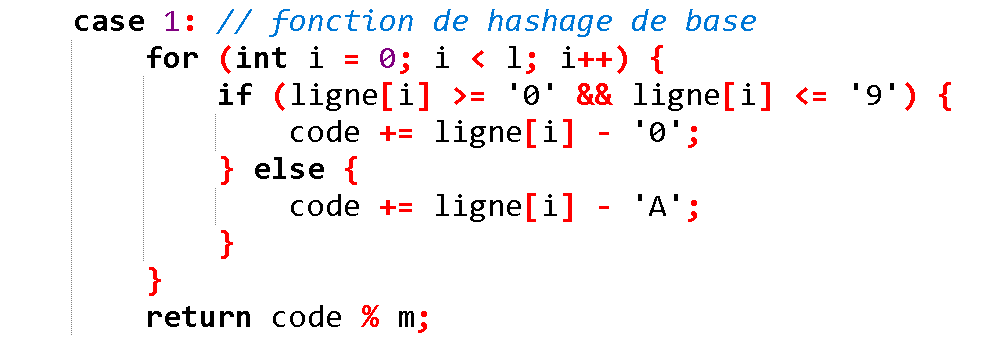 case 1: // fonction de hashage de base
for (int i = 0; i < l; i++) {
if (ligne[i] >= '0' && ligne[i] <= '9') {
code += ligne[i] - '0';
} else {
code += ligne[i] - 'A';
}
}
return code % m;